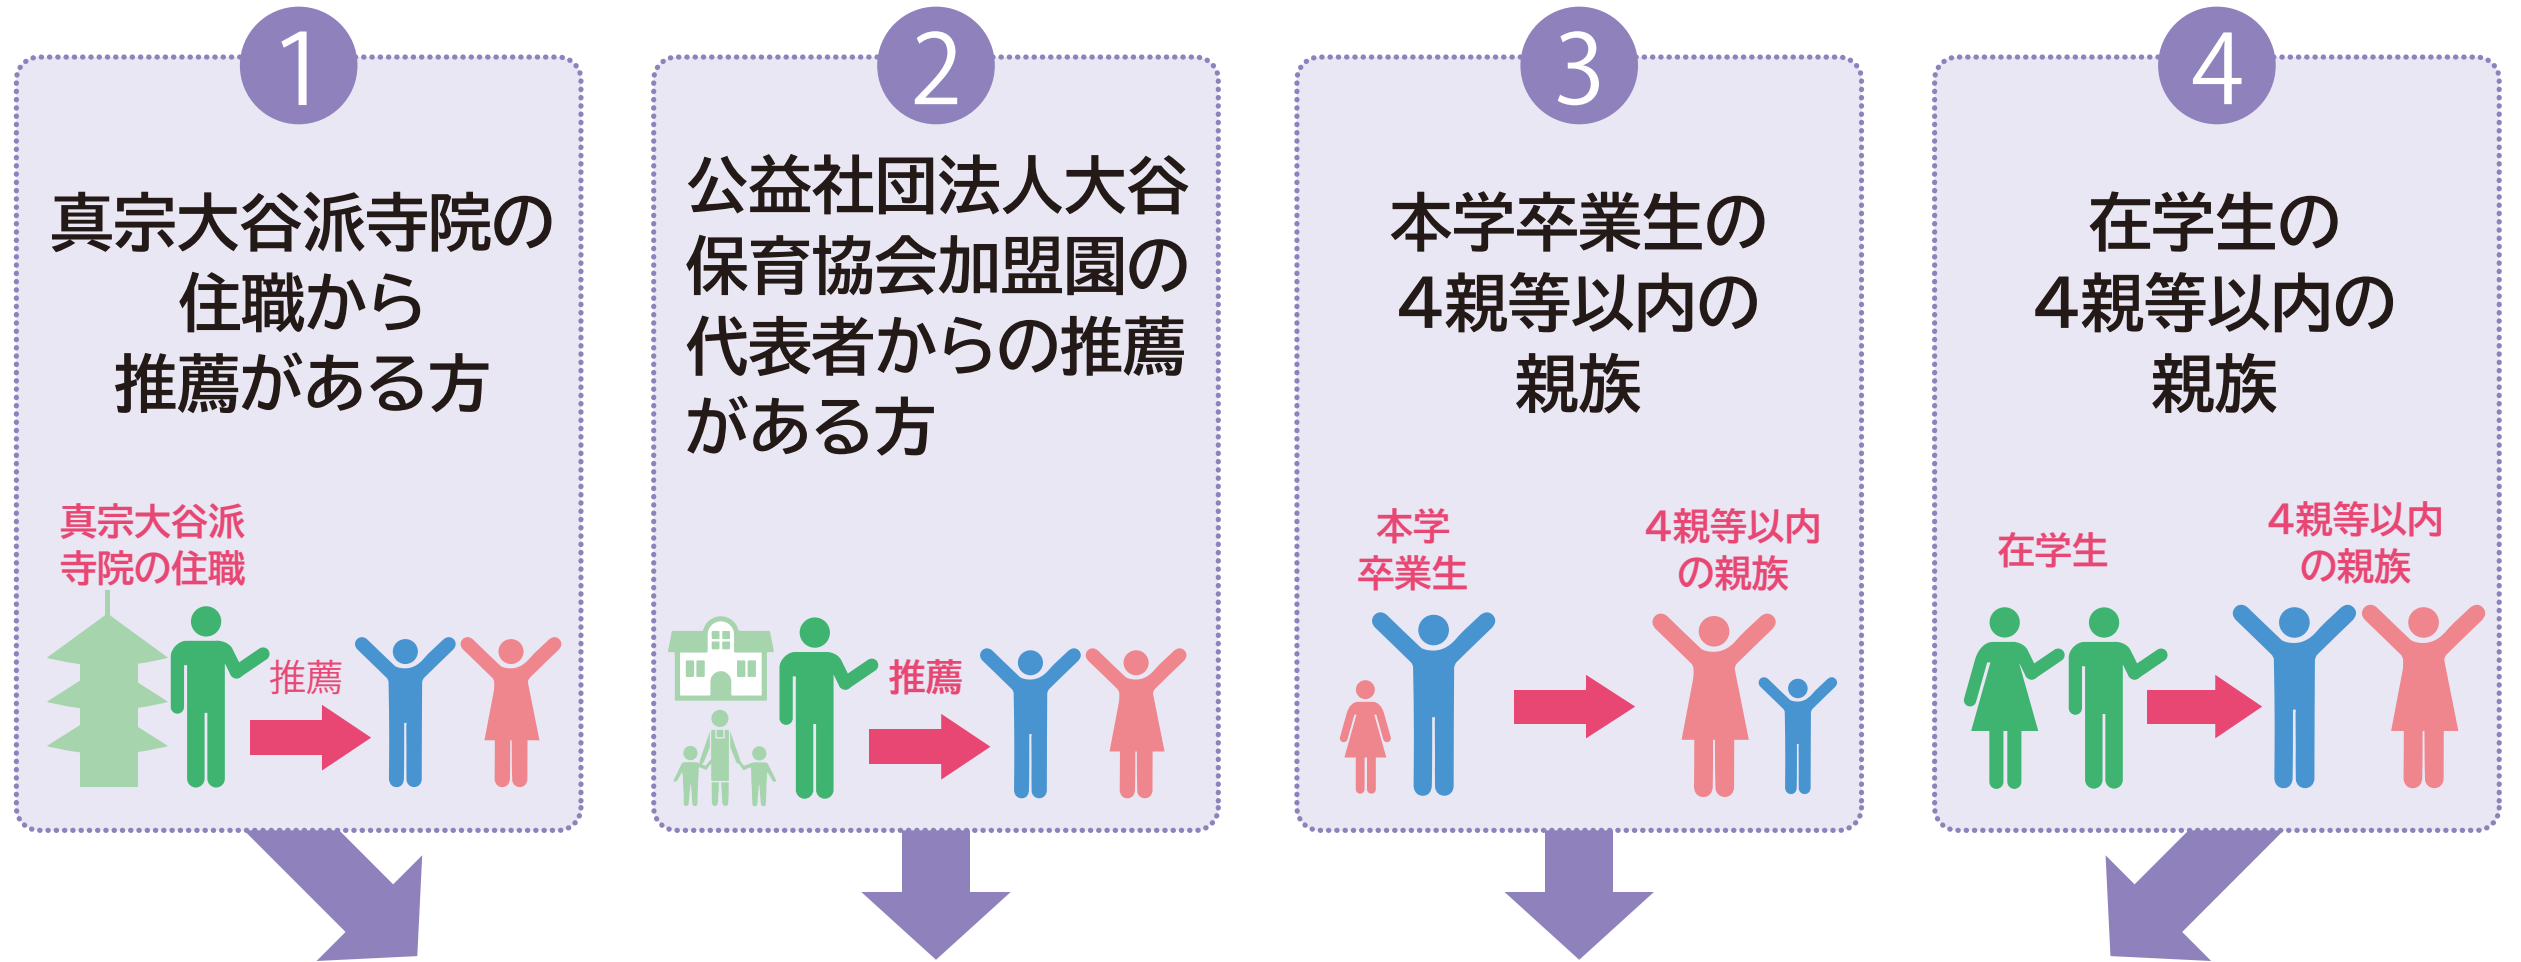 1
真宗大谷派寺院の
住職から
推薦がある方
真宗大谷派
寺院の住職
推薦
2
公益社団法人大谷
保育協会加盟園の
代表者からの推薦
がある方
推薦
3
本学卒業生の
4親等以内の
親族
本学
卒業生
4親等以内
の親族
4
在学生の
4親等以内の
親族
在学生
4親等以内
の親族